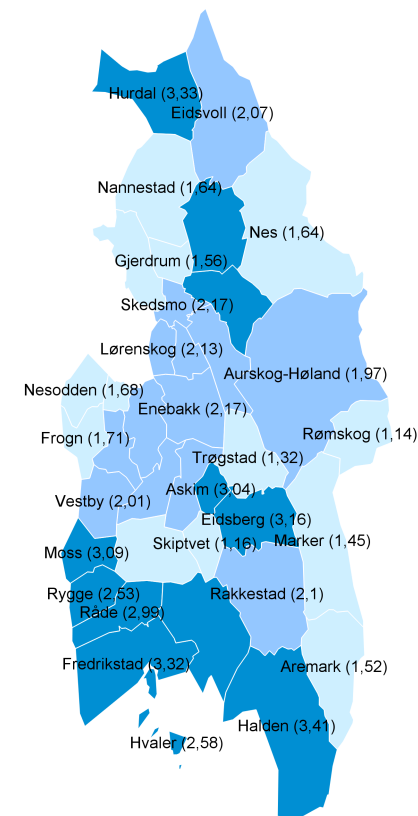 Hurdal (3,33)
Eidsvoll (2,07)
Nannestad (1,64)
Nes (1,64)
Gjerdrum (1,56)
Skedsmo (2,17)
Lørenskog (2,13)
Aurskog-Høland (1,97)
Nesodden (1,68)
Enebakk (2,17)
Frogn (1,71)
Rømskog (1,14)
Trøgstad (1,32)
Askim (3,04)
Vestby (2,01)
Eidsberg (3,16)
Marker (1,45)
Skiptvet (1,16)
Moss (3,09)
Rygge (2,53)
Rakkestad (2,1)
Råde (2,99)
Fredrikstad (3,32)
Aremark (1,52)
Halden (3,41)
Hvaler (2,58)